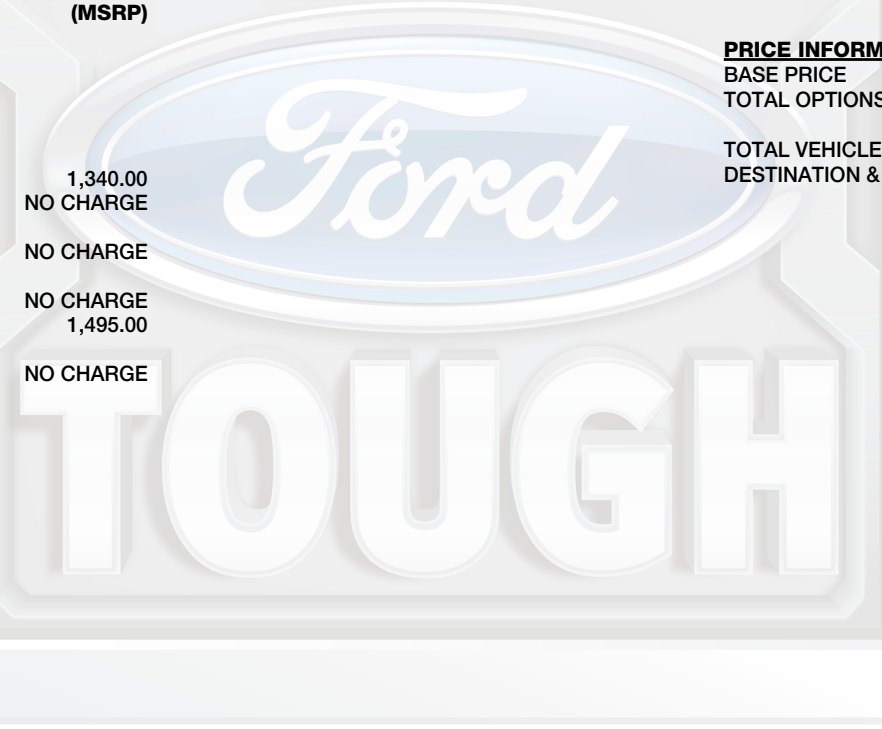 (MSRP)
1,340.00
NO CHARGE
NO CHARGE
NO CHARGE
1,495.00
NO CHARGE
PRICE INFORM
BASE PRICE
TOTAL OPTIONS
TOTAL VEHICLE
DESTINATION &
Ford
TOUGH